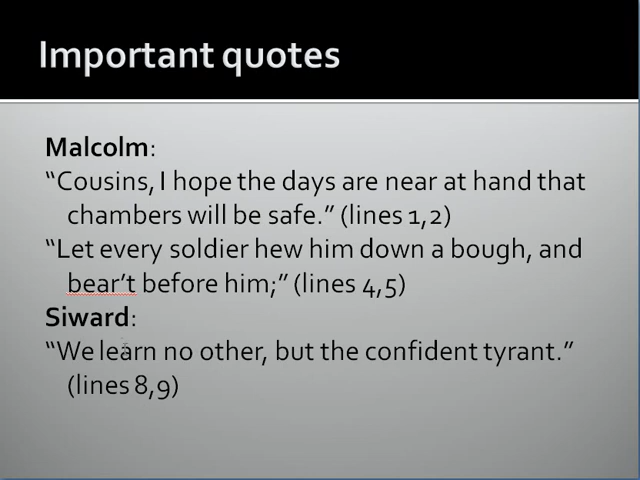 Important quotes
Malcolm:
“Cousins, I hope the days are near at hand that
chambers will be safe.” (lines 1,2)
“Let every soldier hew him down a bough, and
bear’t before him;” (lines 4,5)
Siward:
“We learn no other, but the confident tyrant.”
(lines 8,9)